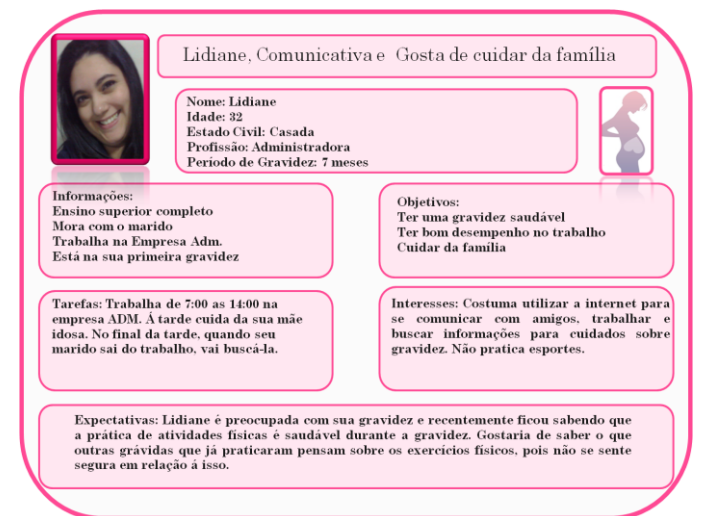 Lidiane, Comunicativa e Gosta de cuidar da família
Nome: Lidiane
Idade: 32
Estado Civil: Casada
Profissão: Administradora
Período de Gravidez: 7 meses
Informações:
Ensino superior completo
Mora com o marido
Trabalha na Empresa Adm.
Está na sua primeira gravidez
Objetivos:
Ter uma gravidez saudável
Ter bom desempenho no trabalho
Cuidar da família
Tarefas: Trabalha de 7:00 as 14:00 na
empresa ADM. Á tarde cuida da sua mãe
idosa. No final da tarde, quando seu
marido sai do trabalho, vai buscá-la.
Interesses: Costuma utilizar a internet para
se comunicar com amigos, trabalhar e
buscar informações para cuidados sobre
gravidez. Não pratica esportes.
Expectativas: Lidiane é preocupada com sua gravidez e recentemente ficou sabendo que
a prática de atividades físicas é saudável durante a gravidez. Gostaria de saber o que
outras grávidas que já praticaram pensam sobre os exercícios físicos, pois não se sente
segura em relação á isso.